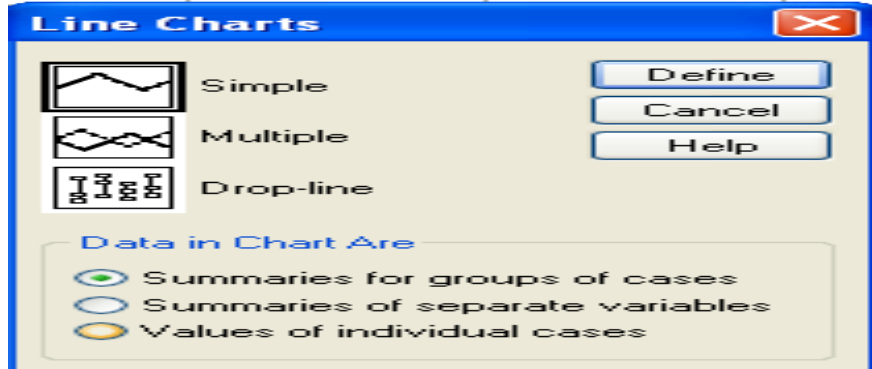 Line Charts
Simple
Multiple
Drop-line
Define
Cancel
Help
Data in Chart Are
Summaries for groups of cases
Summaries of separate variables
Values of individual cases